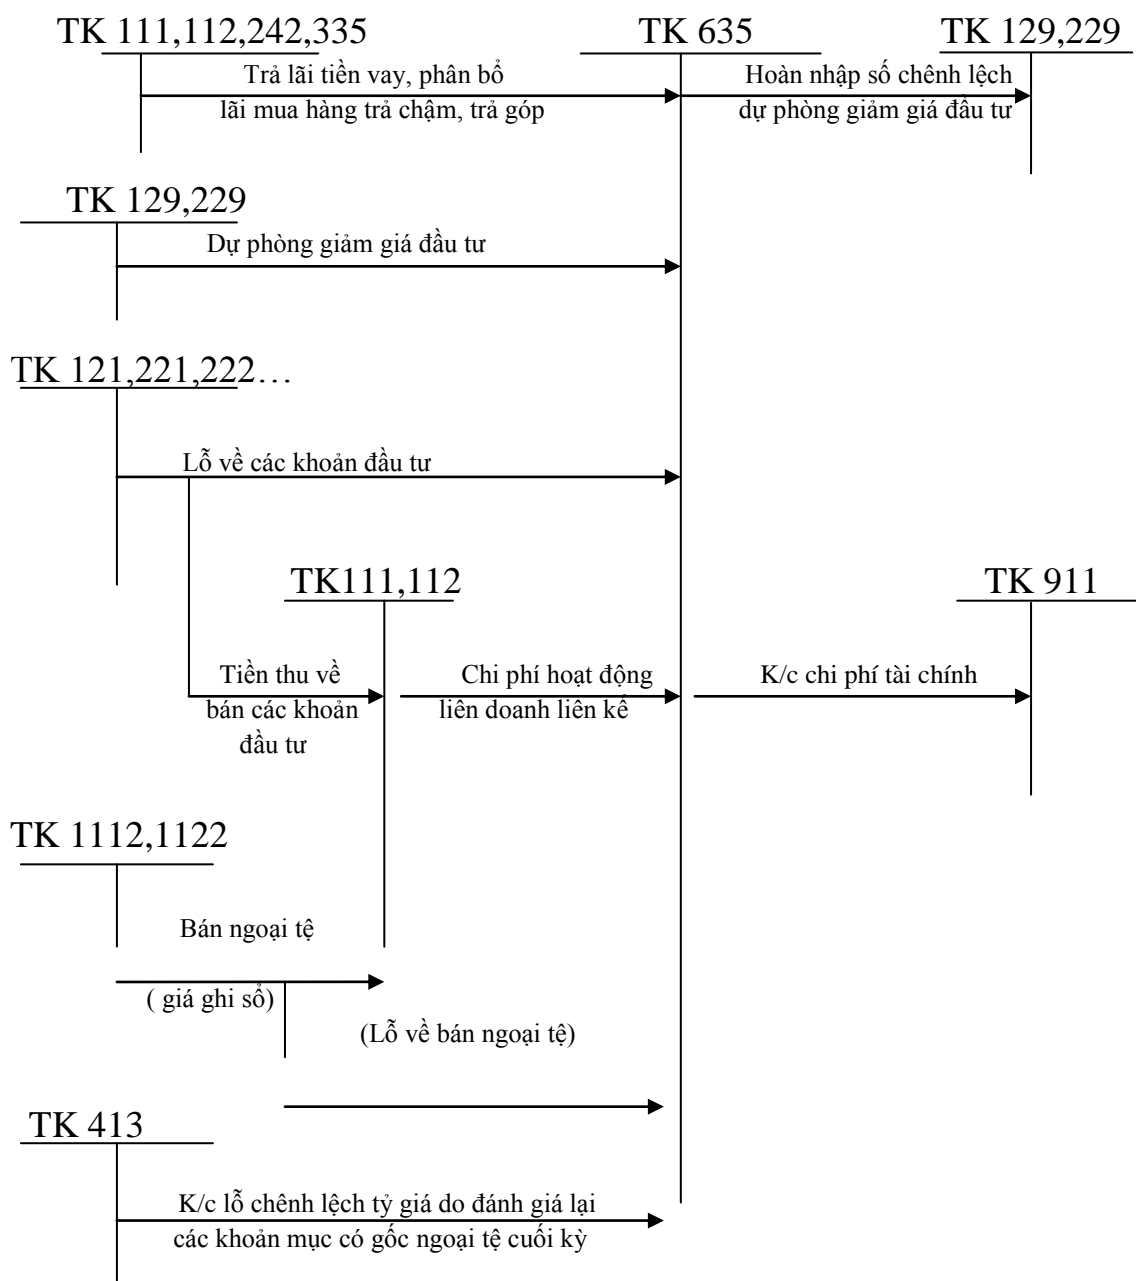 TK 111,112,242,335
TK 635
TK 129,229
Trả lãi tiền vay, phân bổ
lãi mua hàng trả chậm, trả góp
Hoàn nhập số chênh lệch
dự phòng giảm giá đầu tư
TK 129,229
Dự phòng giảm giá đầu tư
TK 121,221,222…
Lỗ về các khoản đầu tư
TK111,112
TK 911
Tiền thu về
bán các khoản
đầu tư
Chi phí hoạt động
liên doanh liên kế
K/c chi phí tài chính
TK 1112,1122
Bán ngoại tệ
( giá ghi sổ)
(Lỗ về bán ngoại tệ)
TK 413
K/c lỗ chênh lệch tỷ giá do đánh giá lại
các khoản mục có gốc ngoại tệ cuối kỳ